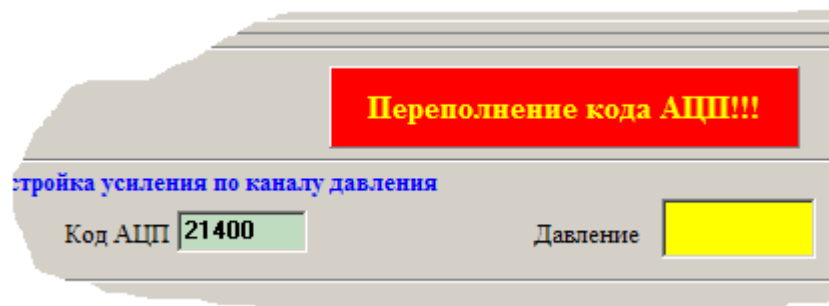 Переполнение кода АЦП!!!
стройка усиления по каналу давления
Код АЦП 21400 Давление